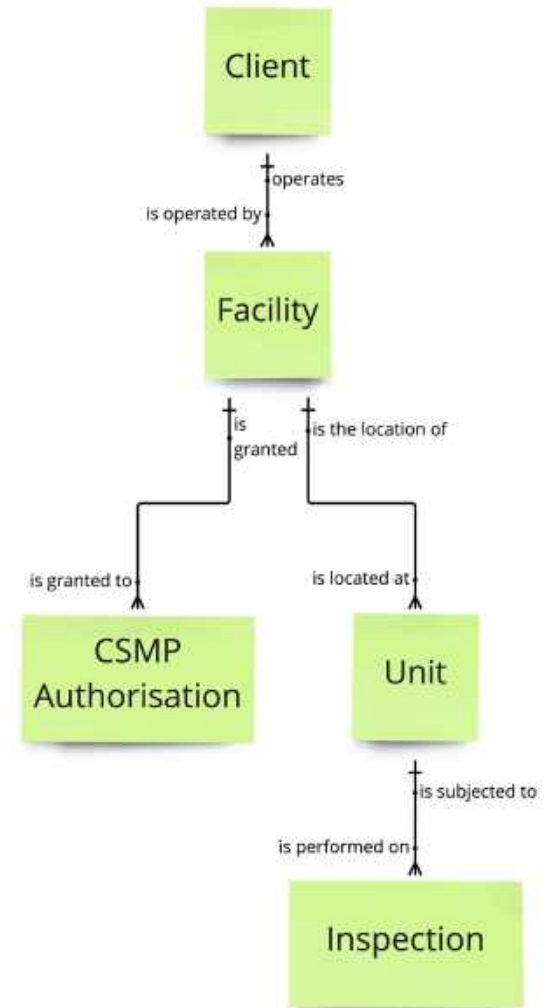 Client
operates
is operated by
Facility
is
granted
is the location of
is granted to
is located at
CSMP
Authorisation
Unit
is subjected to
is performed on
Inspection